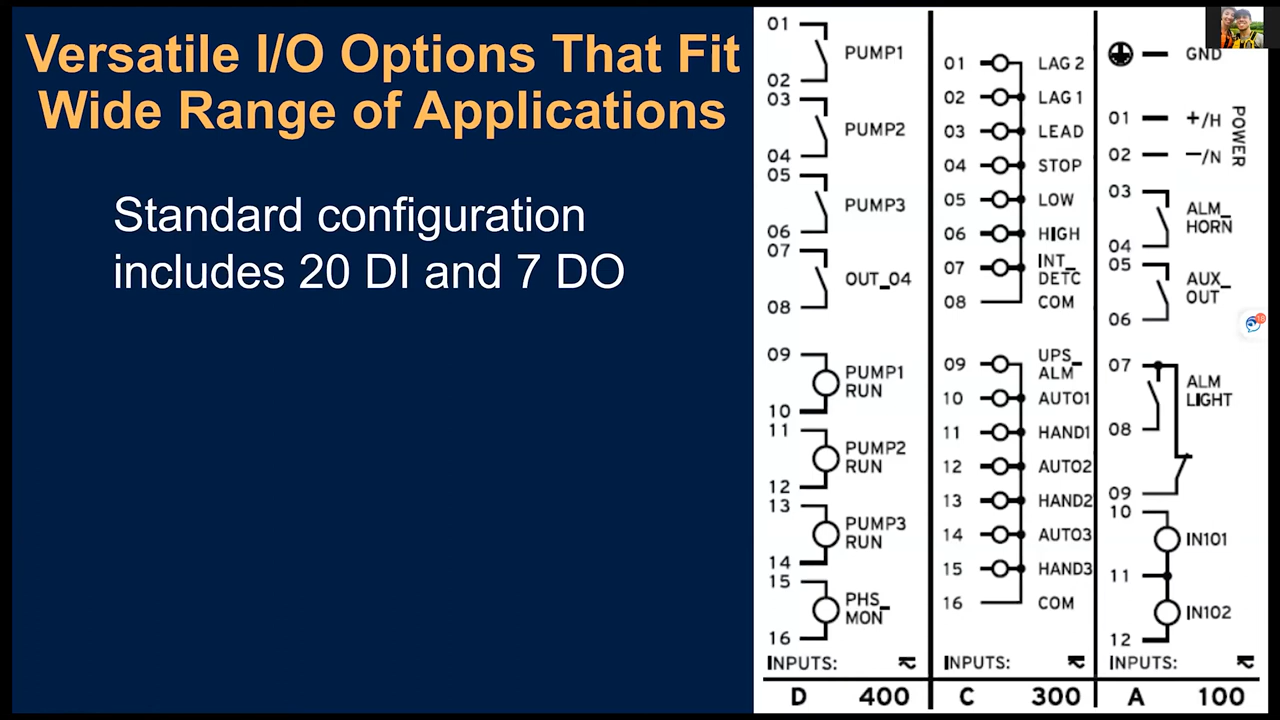 Versatile I/O Options That Fit
Wide Range of Applications
Standard configuration
includes 20 DI and 7 DO
01
PUMP1
02
03
PUMP2
04
05
PUMP3
06
07
OUT_04
08
09
PUMP1
RUN
10
11
PUMP2
RUN
12
13
PUMP3
RUN
14
15
PHS_
MON
16
INPUTS:
D 400
01 LAG 2
02 LAG 1
03 LEAD
04 STOP
05 LOW
06 HIGH
07 INT_
DETC
08 COM
09 UPS_
ALM
10 AUTO1
11 HAND1
12 AUTO2
13 HAND2
14 AUTO3
15 HAND3
16 COM
INPUTS:
C 300
GND
01 +/H
02 –/N
POWER
03
ALM_
HORN
04
05
AUX_
OUT
06
07
ALM
LIGHT
08
09
10
IN101
11
IN102
12
INPUTS:
A 100